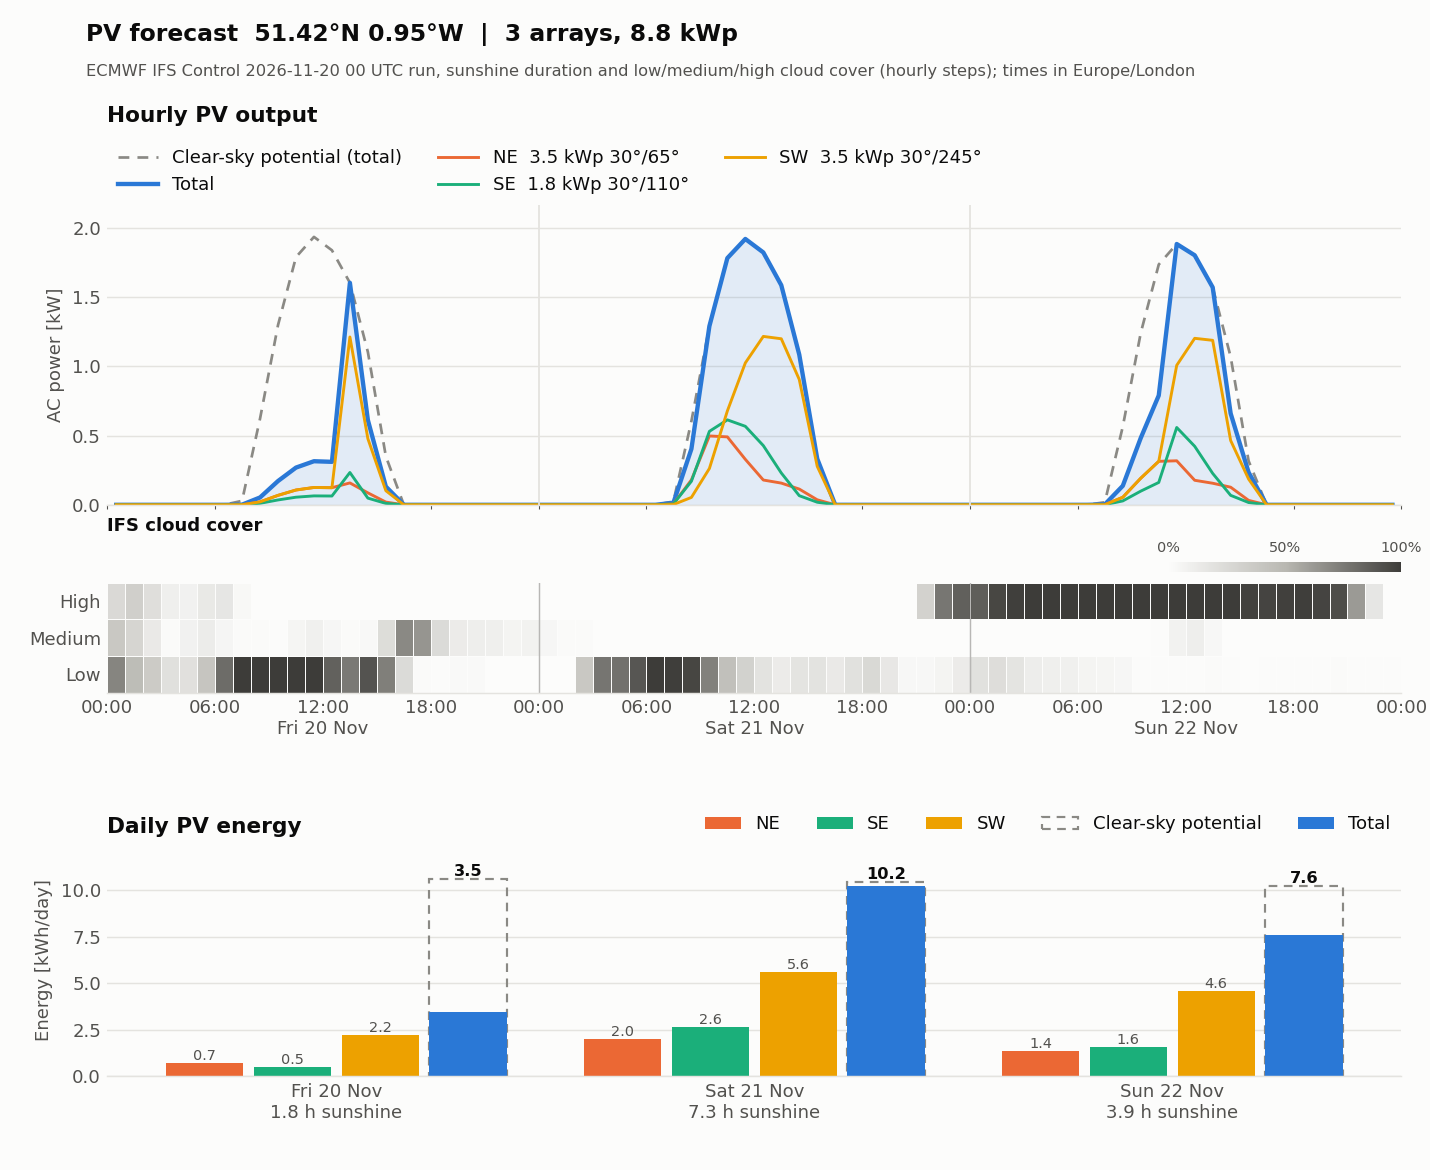 PV forecast  51.42°N 0.95°W  |  3 arrays, 8.8 kWp
ECMWF IFS Control 2026-11-20 00 UTC run, sunshine duration and low/medium/high cloud cover (hourly steps); times in Europe/London
Hourly PV output
Clear-sky potential (total)
Total
NE  3.5 kWp 30°/65°
SE  1.8 kWp 30°/110°
SW  3.5 kWp 30°/245°
AC power [kW]
2.0
1.5
1.0
0.5
0.0
IFS cloud cover
0% 50% 100%
High
Medium
Low
00:00 06:00 12:00 18:00 00:00 06:00 12:00 18:00 00:00 06:00 12:00 18:00 00:00
Fri 20 Nov Sat 21 Nov Sun 22 Nov
Daily PV energy
NE SE SW Clear-sky potential Total
Energy [kWh/day]
10.0
7.5
5.0
2.5
0.0
0.7 0.5 2.2 3.5
2.0 2.6 5.6 10.2
1.4 1.6 4.6 7.6
Fri 20 Nov
1.8 h sunshine
Sat 21 Nov
7.3 h sunshine
Sun 22 Nov
3.9 h sunshine